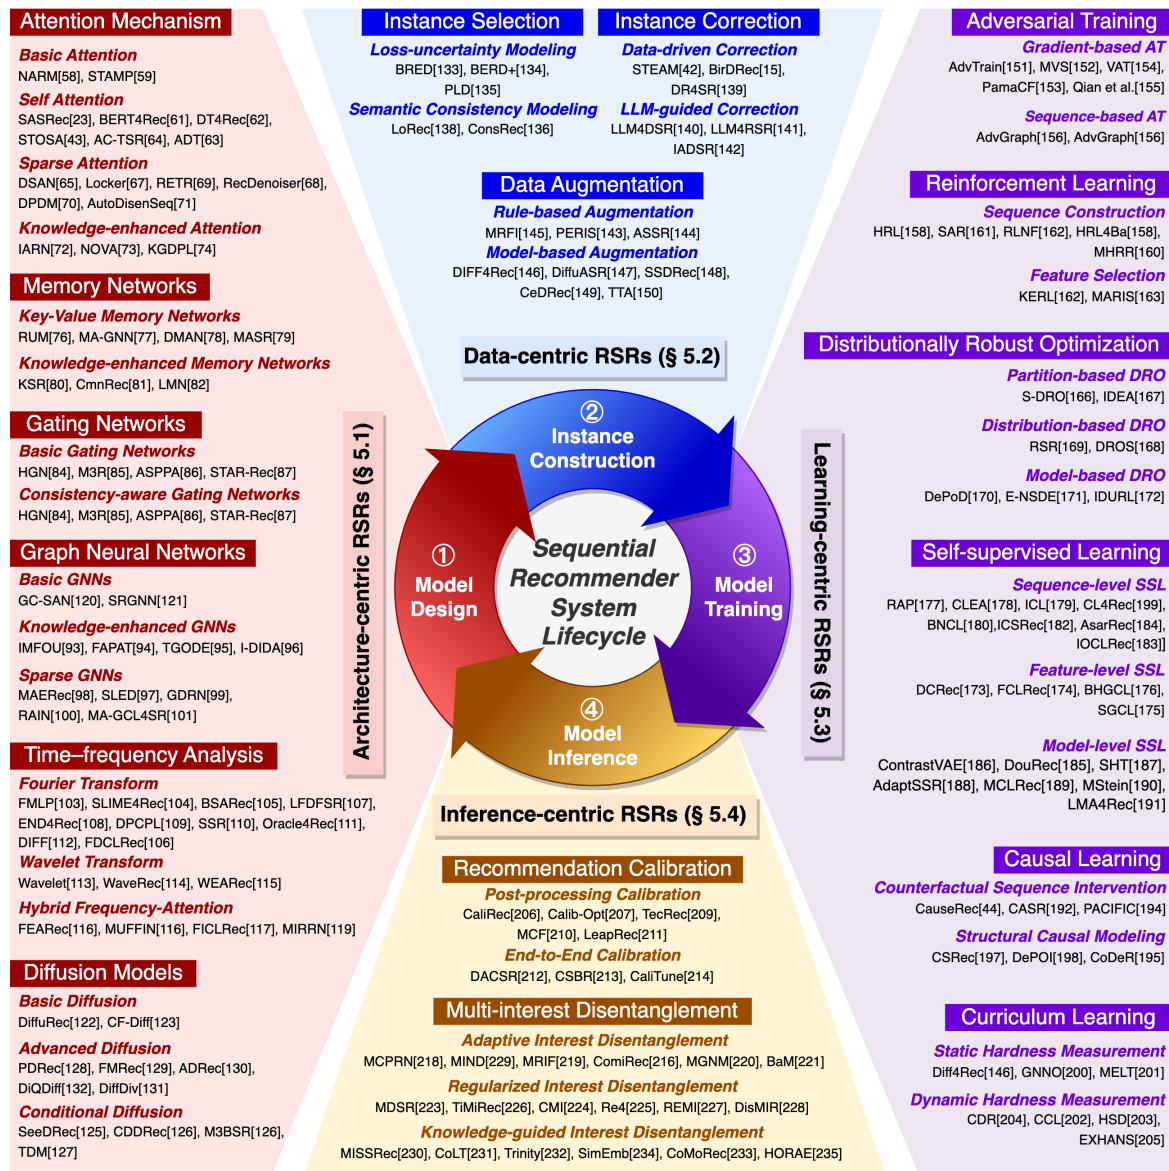 Attention Mechanism
Basic Attention
NARM[58], STAMP[59]
Self Attention
SASRec[23], BERT4Rec[61], DT4Rec[62],
STOSA[43], AC-TSR[64], ADT[63]
Sparse Attention
DSAN[65], Locker[67], RETR[69], RecDenoiser[68],
DPDM[70], AutoDisenSeq[71]
Knowledge-enhanced Attention
IARN[72], NOVA[73], KGDPL[74]
Memory Networks
Key-Value Memory Networks
RUM[76], MA-GNN[77], DMAN[78], MASR[79]
Knowledge-enhanced Memory Networks
KSR[80], CmnRec[81], LMN[82]
Gating Networks
Basic Gating Networks
HGN[84], M3R[85], ASPPA[86], STAR-Rec[87]
Consistency-aware Gating Networks
HGN[84], M3R[85], ASPPA[86], STAR-Rec[87]
Graph Neural Networks
Basic GNNs
GC-SAN[120], SRGNN[121]
Knowledge-enhanced GNNs
IMFOU[93], FAPAT[94], TGODE[95], I-DIDA[96]
Sparse GNNs
MAERec[98], SLED[97], GDRN[99],
RAIN[100], MA-GCL4SR[101]
Time–frequency Analysis
Fourier Transform
FMLP[103], SLIME4Rec[104], BSARec[105], LFDFSR[107],
END4Rec[108], DPCPL[109], SSR[110], Oracle4Rec[111],
DIFF[112], FDCLRec[106]
Wavelet Transform
Wavelet[113], WaveRec[114], WEARec[115]
Hybrid Frequency-Attention
FEARec[116], MUFFIN[116], FICLRec[117], MIRRN[119]
Diffusion Models
Basic Diffusion
DiffuRec[122], CF-Diff[123]
Advanced Diffusion
PDRec[128], FMRec[129], ADRec[130],
DiQDiff[132], DiffDiv[131]
Conditional Diffusion
SeeDRec[125], CDDRec[126], M3BSR[126],
TDM[127]
Instance Selection
Loss-uncertainty Modeling
BRED[133], BERD+[134],
PLD[135]
Semantic Consistency Modeling
LoRec[138], ConsRec[136]
Instance Correction
Data-driven Correction
STEAM[42], BirDRec[15],
DR4SR[139]
LLM-guided Correction
LLM4DSR[140], LLM4RSR[141],
IADSR[142]
Data Augmentation
Rule-based Augmentation
MRFI[145], PERIS[143], ASSR[144]
Model-based Augmentation
DIFF4Rec[146], DiffuASR[147], SSDRec[148],
CeDRec[149], TTA[150]
Data-centric RSRs (§ 5.2)
Architecture-centric RSRs (§ 5.1)
①
Model
Design
②
Instance
Construction
③
Model
Training
④
Model
Inference
Sequential
Recommender
System
Lifecycle
Learning-centric RSRs (§ 5.3)
Inference-centric RSRs (§ 5.4)
Recommendation Calibration
Post-processing Calibration
CaliRec[206], Calib-Opt[207], TecRec[209],
MCF[210], LeapRec[211]
End-to-End Calibration
DACSR[212], CSBR[213], CaliTune[214]
Multi-interest Disentanglement
Adaptive Interest Disentanglement
MCPRN[218], MIND[229], MRIF[219], ComiRec[216], MGNM[220], BaM[221]
Regularized Interest Disentanglement
MDSR[223], TiMiRec[226], CMI[224], Re4[225], REMI[227], DisMIR[228]
Knowledge-guided Interest Disentanglement
MISSRec[230], CoLT[231], Trinity[232], SimEmb[234], CoMoRec[233], HORAE[235]
Adversarial Training
Gradient-based AT
AdvTrain[151], MVS[152], VAT[154],
PamaCF[153], Qian et al.[155]
Sequence-based AT
AdvGraph[156], AdvGraph[156]
Reinforcement Learning
Sequence Construction
HRL[158], SAR[161], RLNF[162], HRL4Ba[158],
MHRR[160]
Feature Selection
KERL[162], MARIS[163]
Distributionally Robust Optimization
Partition-based DRO
S-DRO[166], IDEA[167]
Distribution-based DRO
RSR[169], DROS[168]
Model-based DRO
DePoD[170], E-NSDE[171], IDURL[172]
Self-supervised Learning
Sequence-level SSL
RAP[177], CLEA[178], ICL[179], CL4Rec[199],
BNCL[180],ICSRec[182], AsarRec[184],
IOCLRec[183]]
Feature-level SSL
DCRec[173], FCLRec[174], BHGCL[176],
SGCL[175]
Model-level SSL
ContrastVAE[186], DouRec[185], SHT[187],
AdaptSSR[188], MCLRec[189], MStein[190],
LMA4Rec[191]
Causal Learning
Counterfactual Sequence Intervention
CauseRec[44], CASR[192], PACIFIC[194]
Structural Causal Modeling
CSRec[197], DePOI[198], CoDeR[195]
Curriculum Learning
Static Hardness Measurement
Diff4Rec[146], GNNO[200], MELT[201]
Dynamic Hardness Measurement
CDR[204], CCL[202], HSD[203],
EXHANS[205]